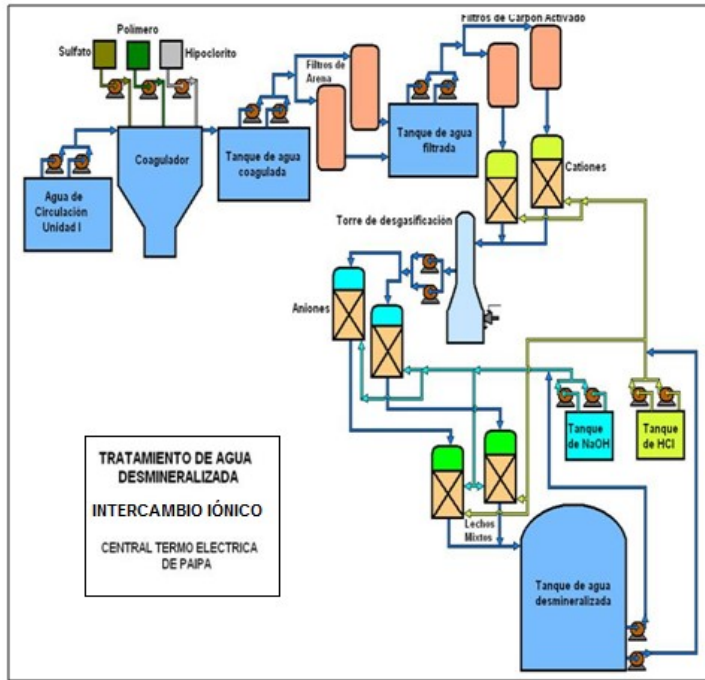 Polímero
Sulfato
Hipoclorito
Filtros de Carbón Activado
Filtros de
Arena
Coagulador
Tanque de agua
coagulada
Tanque de agua
filtrada
Agua de
Circulación
Unidad I
Cationes
Torre de desgasificación
Aniones
Tanque
de NaOH
Tanque
de HCl
Lechos
Mixtos
Tanque de agua
desmineralizada
TRATAMIENTO DE AGUA
DESMINERALIZADA
INTERCAMBIO IÓNICO
CENTRAL TERMO ELECTRICA
DE PAIPA